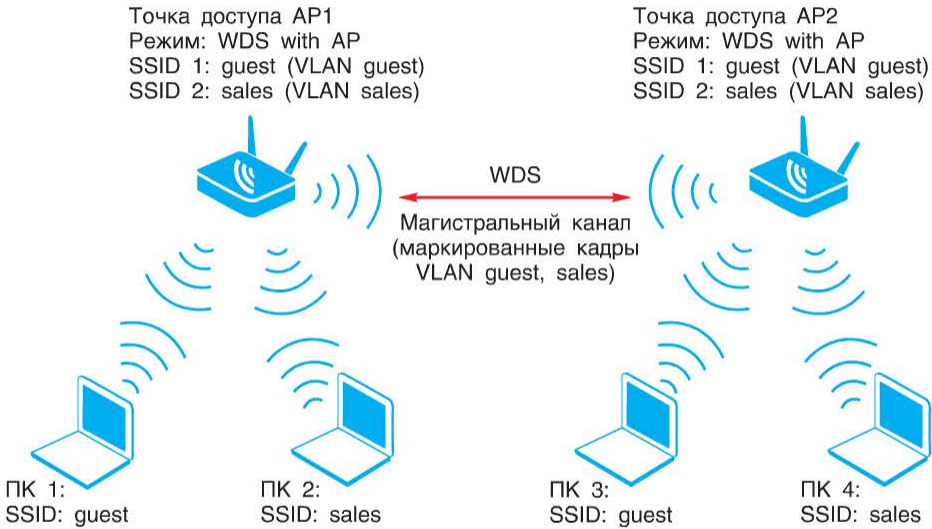 Точка доступа AP1
Режим: WDS with AP
SSID 1: guest (VLAN guest)
SSID 2: sales (VLAN sales)
Точка доступа AP2
Режим: WDS with AP
SSID 1: guest (VLAN guest)
SSID 2: sales (VLAN sales)
WDS
Магистральный канал
(маркированные кадры
VLAN guest, sales)
ПК 1:
SSID: guest
ПК 2:
SSID: sales
ПК 3:
SSID: guest
ПК 4:
SSID: sales